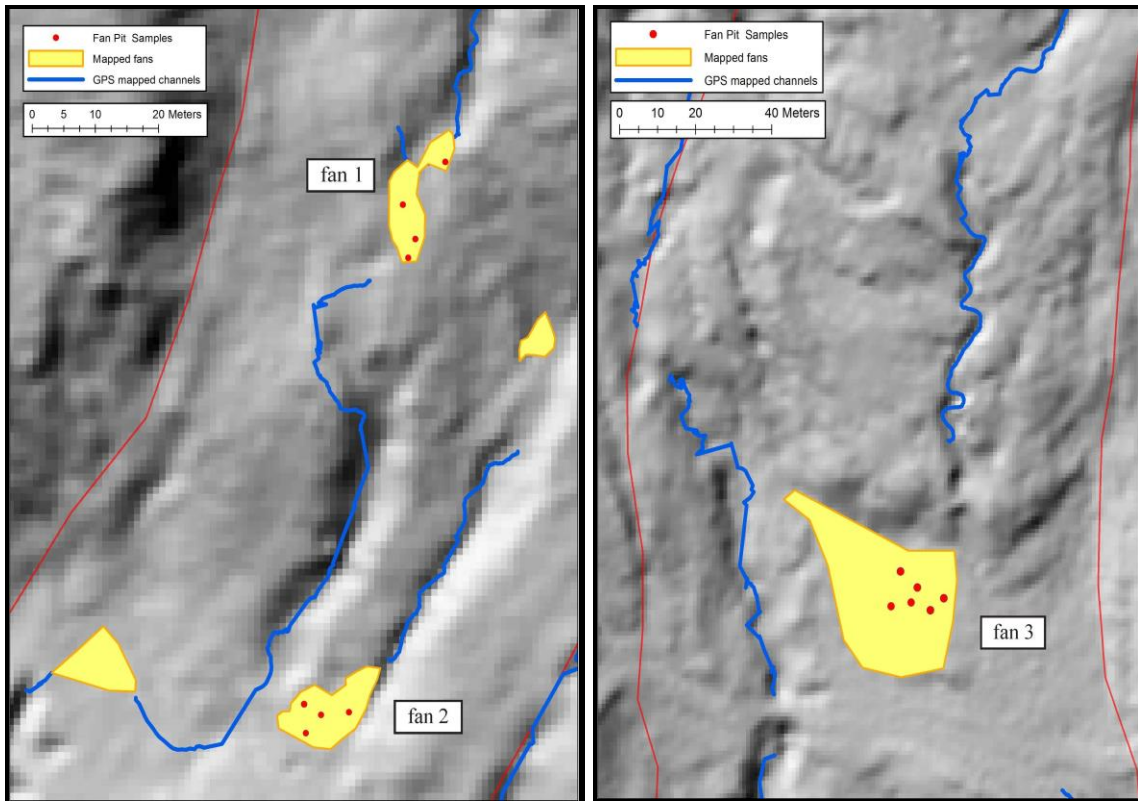 Fan Pit Samples
Mapped fans
GPS mapped channels
0 5 10 20 Meters
fan 1
fan 2
Fan Pit Samples
Mapped fans
GPS mapped channels
0 10 20 40 Meters
fan 3